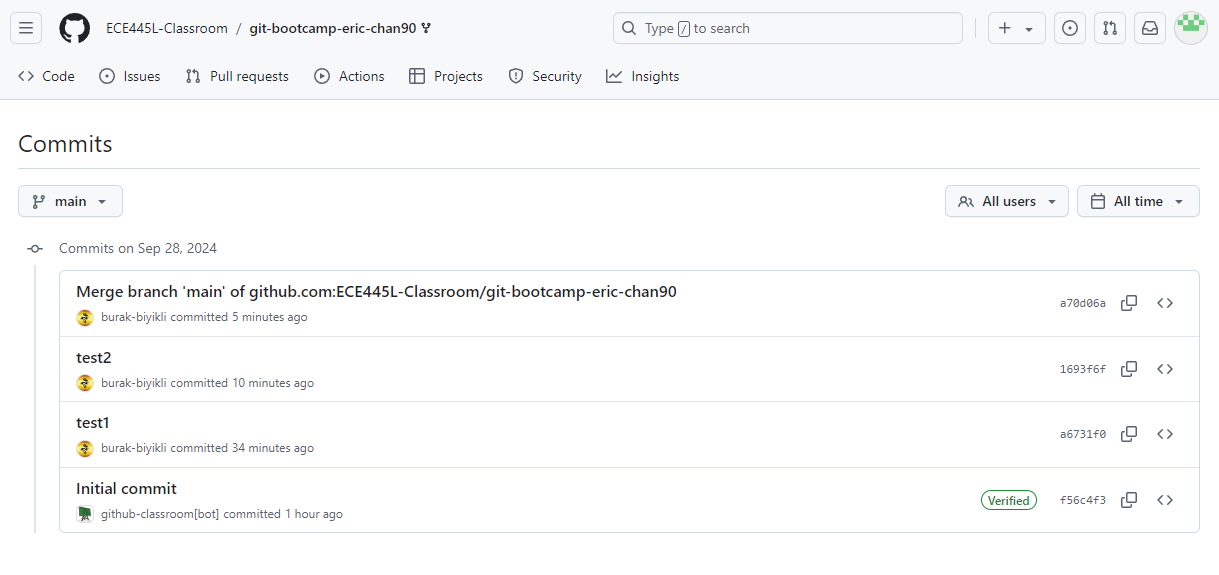 ECE445L-Classroom / git-bootcamp-eric-chan90
Type / to search
Code Issues Pull requests Actions Projects Security Insights
Commits
main
All users All time
Commits on Sep 28, 2024
Merge branch 'main' of github.com:ECE445L-Classroom/git-bootcamp-eric-chan90
burak-biyikli committed 5 minutes ago
a70d06a
test2
burak-biyikli committed 10 minutes ago
1693f6f
test1
burak-biyikli committed 34 minutes ago
a6731f0
Initial commit
github-classroom[bot] committed 1 hour ago
Verified f56c4f3